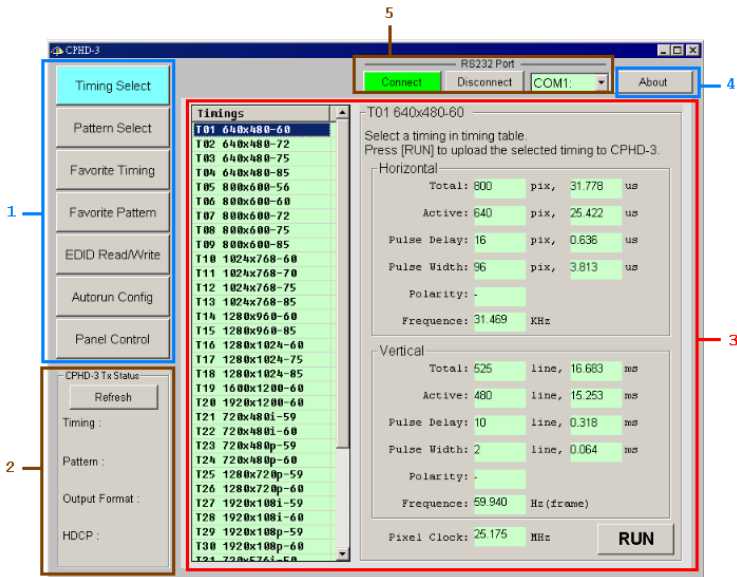 5
CPHD-3
RS232 Port
Connect Disconnect COM1: About
4
Timing Select
Pattern Select
Favorite Timing
Favorite Pattern
EDID Read/Write
Autorun Config
Panel Control
1
CPHD-3 Tx Status
Refresh
Timing :
Pattern :
Output Format :
HDCP :
2
Timings
T01 640x480-60
T02 640x480-72
T03 640x480-75
T04 640x480-85
T05 800x600-56
T06 800x600-60
T07 800x600-72
T08 800x600-75
T09 800x600-85
T10 1024x768-60
T11 1024x768-70
T12 1024x768-75
T13 1024x768-85
T14 1280x960-60
T15 1280x960-85
T16 1280x1024-60
T17 1280x1024-75
T18 1280x1024-85
T19 1600x1200-60
T20 1920x1200-60
T21 720x480i-59
T22 720x480i-60
T23 720x480p-59
T24 720x480p-60
T25 1280x720p-59
T26 1280x720p-60
T27 1920x108i-59
T28 1920x108i-60
T29 1920x108p-59
T30 1920x108p-60
T31 720x576i-50
T01 640x480-60
Select a timing in timing table.
Press [RUN] to upload the selected timing to CPHD-3.
Horizontal
Total: 800 pix, 31.778 us
Active: 640 pix, 25.422 us
Pulse Delay: 16 pix, 0.636 us
Pulse Width: 96 pix, 3.813 us
Polarity: -
Frequence: 31.469 KHz
Vertical
Total: 525 line, 16.683 ms
Active: 480 line, 15.253 ms
Pulse Delay: 10 line, 0.318 ms
Pulse Width: 2 line, 0.064 ms
Polarity: -
Frequence: 59.940 Hz(frame)
Pixel Clock: 25.175 MHz
RUN
3